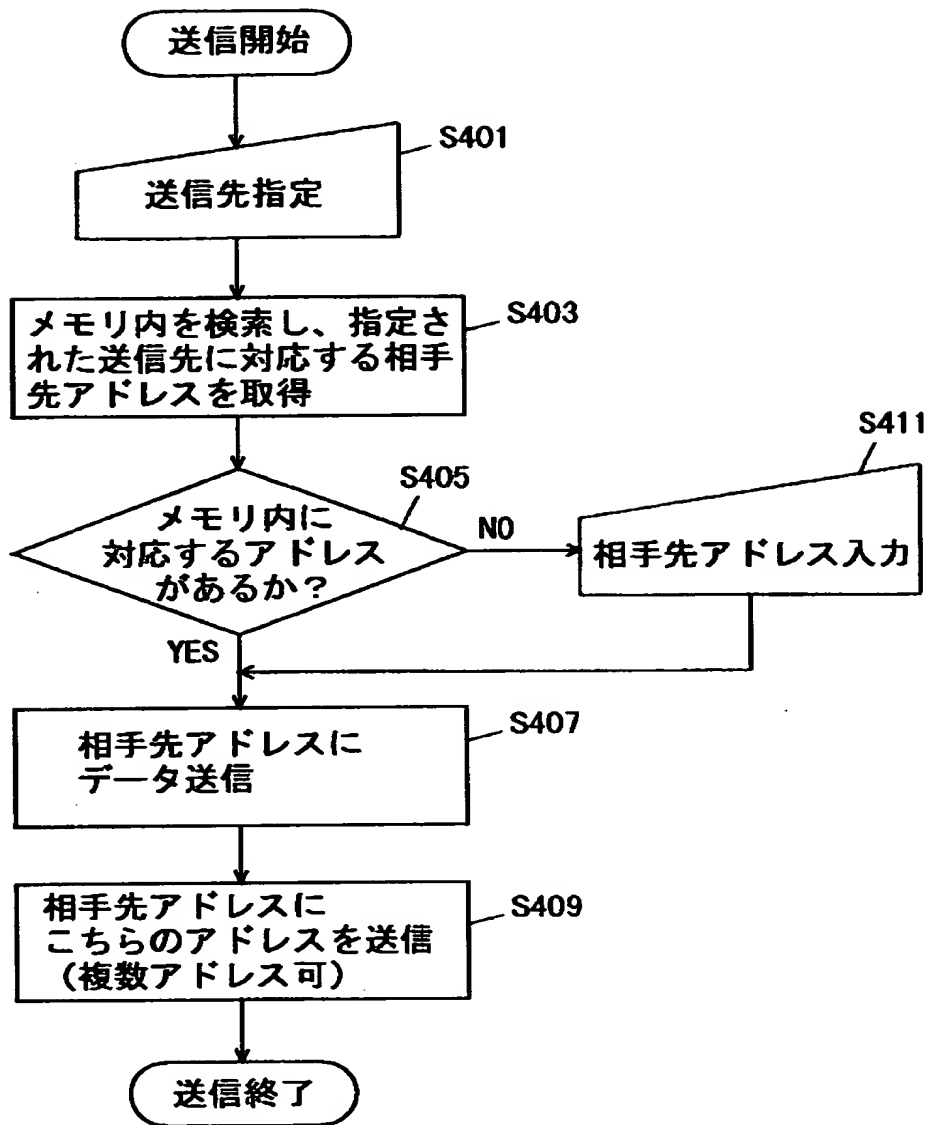 送信開始
S401
送信先指定
S403
メモリ内を検索し、指定さ
れた送信先に対応する相手
先アドレスを取得
S411
S405
メモリ内に
対応するアドレス
があるか？
NO
相手先アドレス入力
YES
S407
相手先アドレスに
データ送信
S409
相手先アドレスに
こちらのアドレスを送信
（複数アドレス可）
送信終了